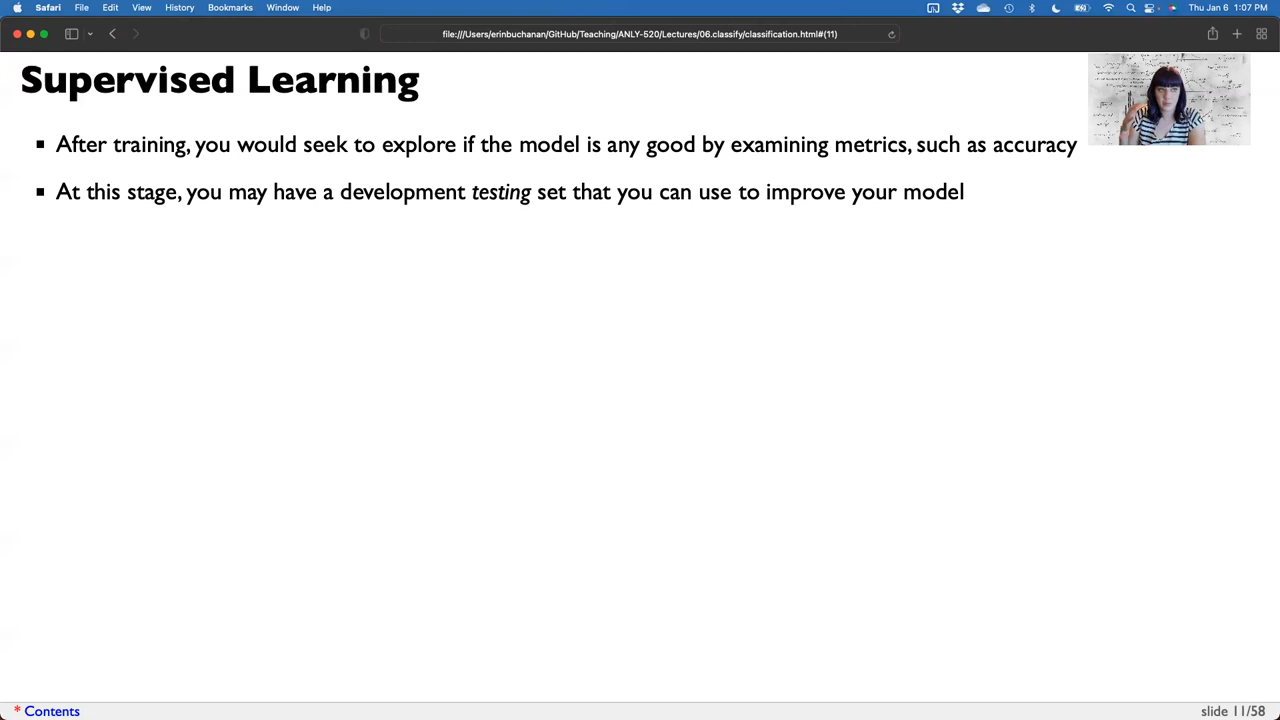 Safari File Edit View History Bookmarks Window Help Thu Jan 6 1:07 PM
file:///Users/erinbuchanan/GitHub/Teaching/ANLY-520/Lectures/06.classify/classification.html#(11)
Supervised Learning
After training, you would seek to explore if the model is any good by examining metrics, such as accuracy
At this stage, you may have a development testing set that you can use to improve your model
* Contents slide 11/58